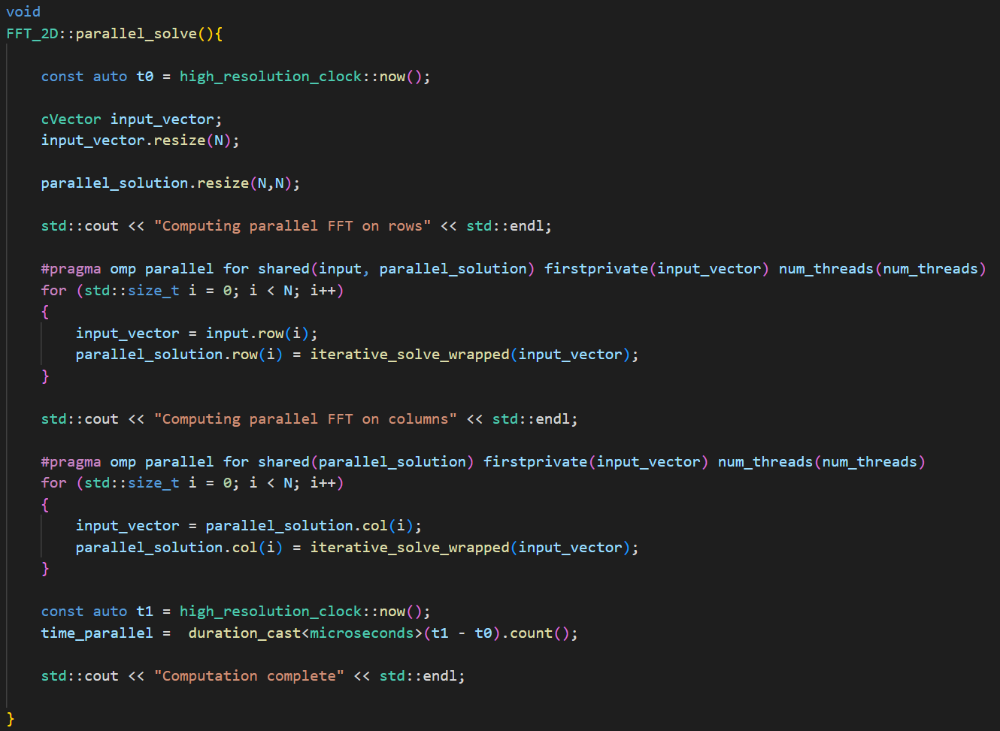 void
FFT_2D::parallel_solve(){
const auto t0 = high_resolution_clock::now();
cVector input_vector;
input_vector.resize(N);
parallel_solution.resize(N,N);
std::cout << "Computing parallel FFT on rows" << std::endl;
#pragma omp parallel for shared(input, parallel_solution) firstprivate(input_vector) num_threads(num_threads)
for (std::size_t i = 0; i < N; i++)
{
input_vector = input.row(i);
parallel_solution.row(i) = iterative_solve_wrapped(input_vector);
}
std::cout << "Computing parallel FFT on columns" << std::endl;
#pragma omp parallel for shared(parallel_solution) firstprivate(input_vector) num_threads(num_threads)
for (std::size_t i = 0; i < N; i++)
{
input_vector = parallel_solution.col(i);
parallel_solution.col(i) = iterative_solve_wrapped(input_vector);
}
const auto t1 = high_resolution_clock::now();
time_parallel =  duration_cast<microseconds>(t1 - t0).count();
std::cout << "Computation complete" << std::endl;
}